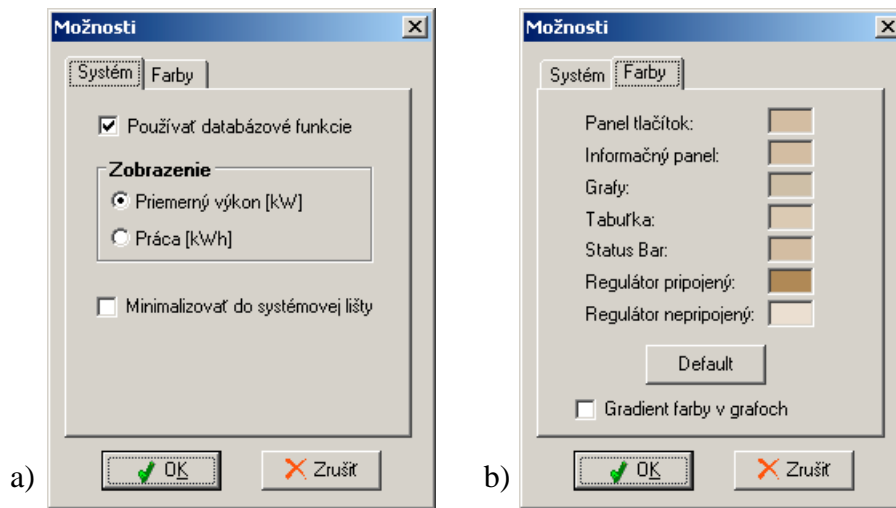 Možnosti
Systém Farby
Používať databázové funkcie
Zobrazenie
Priemerný výkon [kW]
Práca [kWh]
Minimalizovať do systémovej lišty
a) OK Zrušiť
Možnosti
Systém Farby
Panel tlačítok:
Informačný panel:
Grafy:
Tabuľka:
Status Bar:
Regulátor pripojený:
Regulátor nepripojený:
Default
Gradient farby v grafoch
b) OK Zrušiť